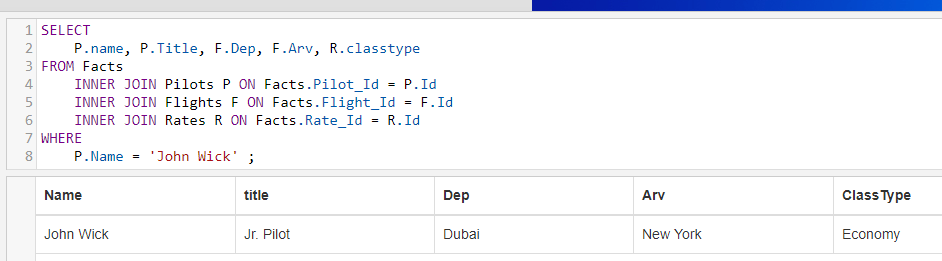 1 SELECT
2 P.name, P.Title, F.Dep, F.Arv, R.classtype
3 FROM Facts
4 INNER JOIN Pilots P ON Facts.Pilot_Id = P.Id
5 INNER JOIN Flights F ON Facts.Flight_Id = F.Id
6 INNER JOIN Rates R ON Facts.Rate_Id = R.Id
7 WHERE
8 P.Name = 'John Wick' ;
Name title Dep Arv ClassType
John Wick Jr. Pilot Dubai New York Economy